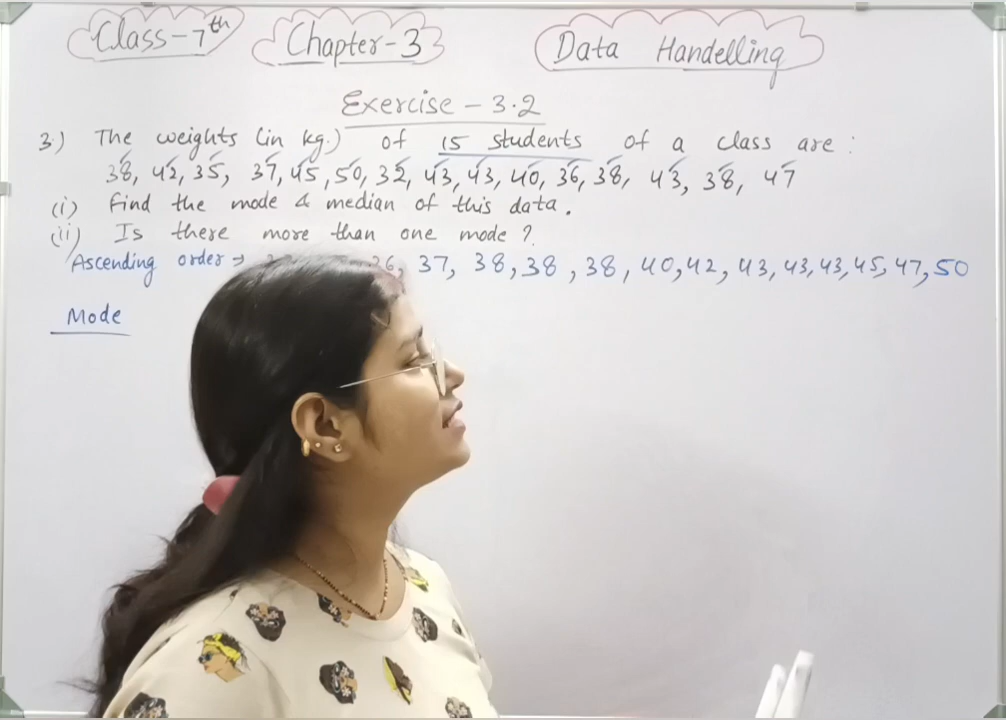 Class-7th Chapter-3 Data Handelling
Exercise - 3.2
3.) The weights (in kg.) of 15 students of a class are :
38, 42, 35, 37, 45, 50, 32, 43, 43, 40, 36, 38, 43, 38, 47
(i) Find the mode & median of this data.
(ii) Is there more than one mode?
Ascending order → 36, 37, 38, 38, 38, 40, 42, 43, 43, 43, 45, 47, 50
Mode